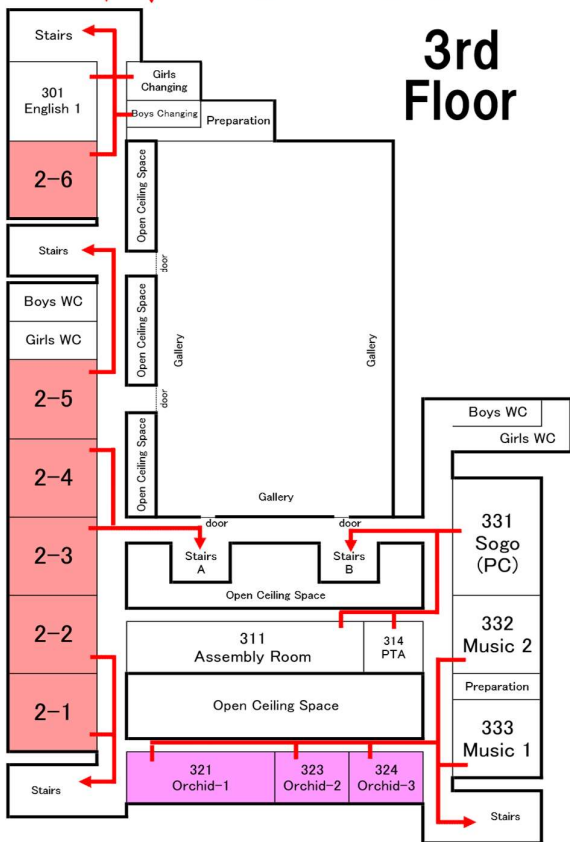 3rd
Floor
Stairs
301
English 1
Girls
Changing
Boys Changing
Preparation
2-6
Open Ceiling Space
door
Stairs
Boys WC
Girls WC
Open Ceiling Space
Gallery
Gallery
door
2-5
2-4
Open Ceiling Space
Gallery
door
door
Boys WC
Girls WC
2-3
Stairs
A
Stairs
B
331
Sogo
(PC)
Open Ceiling Space
2-2
311
Assembly Room
314
PTA
332
Music 2
2-1
Open Ceiling Space
Preparation
333
Music 1
Stairs
321
Orchid-1
323
Orchid-2
324
Orchid-3
Stairs